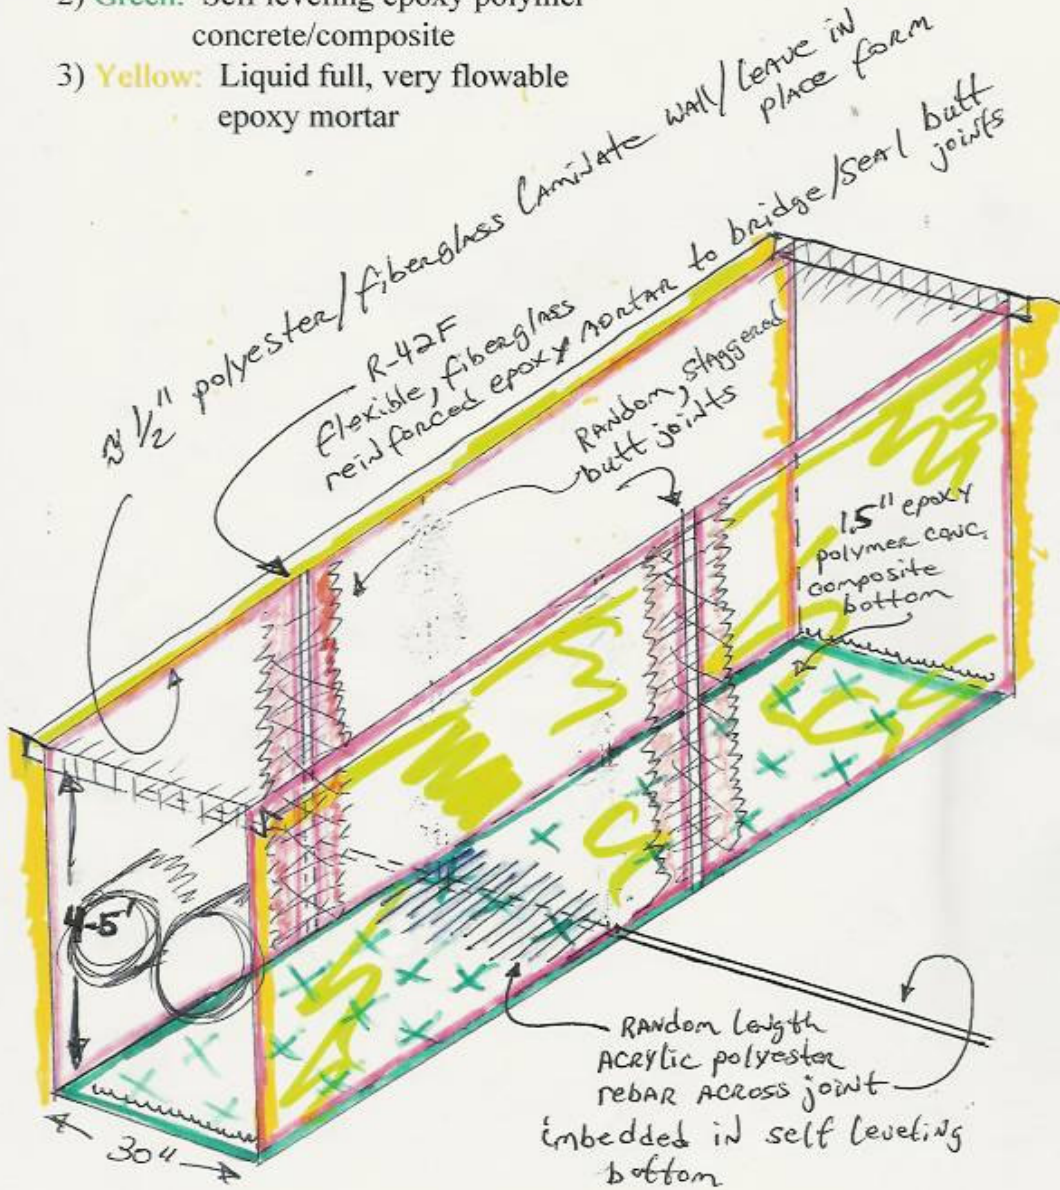 2) Green: Self-leveling epoxy polymer
concrete/composite
3) Yellow: Liquid full, very flowable
epoxy mortar
≈ 1/2" polyester/fiberglass laminate wall/leave in
place form
R-42F
flexible, fiberglass
reinforced epoxy mortar to bridge/seal butt
joints
Random, staggered
butt joints
1.5" epoxy
polymer conc.
composite
bottom
4-5'
30"
Random length
Acrylic polyester
rebar across joint
imbedded in self leveling
bottom